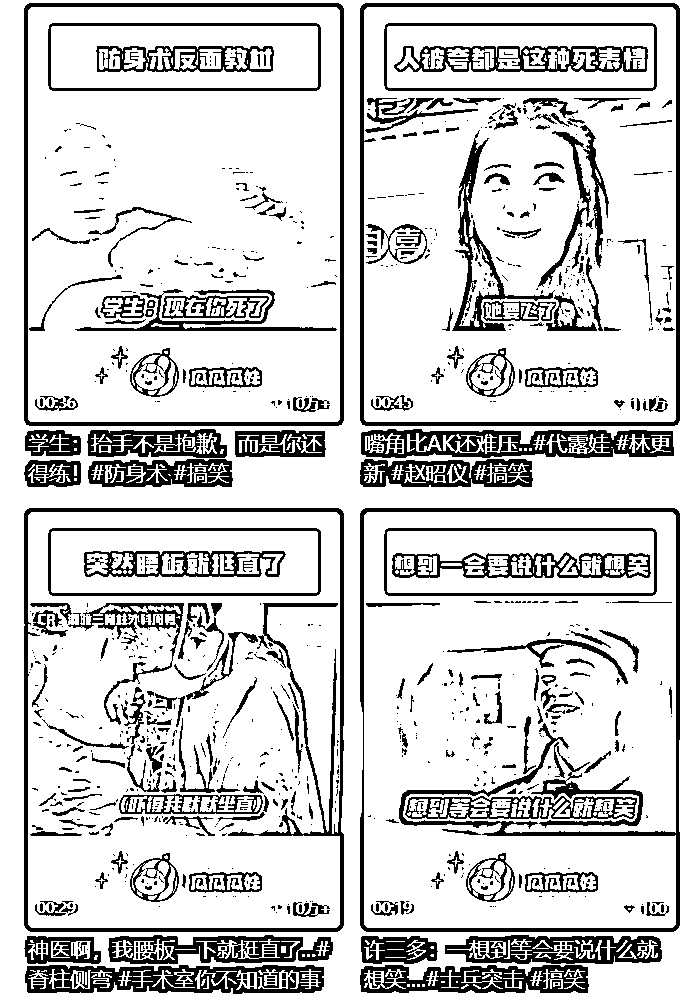 防身术反面教材
学生：现在你死了
瓜瓜瓜娃
00:36
10万+
学生：抬手不是抱歉，而是你还
得练！#防身术 #搞笑
人被夸都是这种死表情
她要飞了
瓜瓜瓜娃
00:45
嘴角比AK还难压...#代露娃 #林更
新 #赵昭仪 #搞笑
突然腰板就挺直了
(吓得我默默坐直)
瓜瓜瓜娃
00:29
10万+
神医啊，我腰板一下就挺直了...#
脊柱侧弯 #手术室你不知道的事
想到一会要说什么就想笑
想到等会要说什么就想笑
瓜瓜瓜娃
00:19
100
许三多：一想到等会要说什么就
想笑...#士兵突击 #搞笑